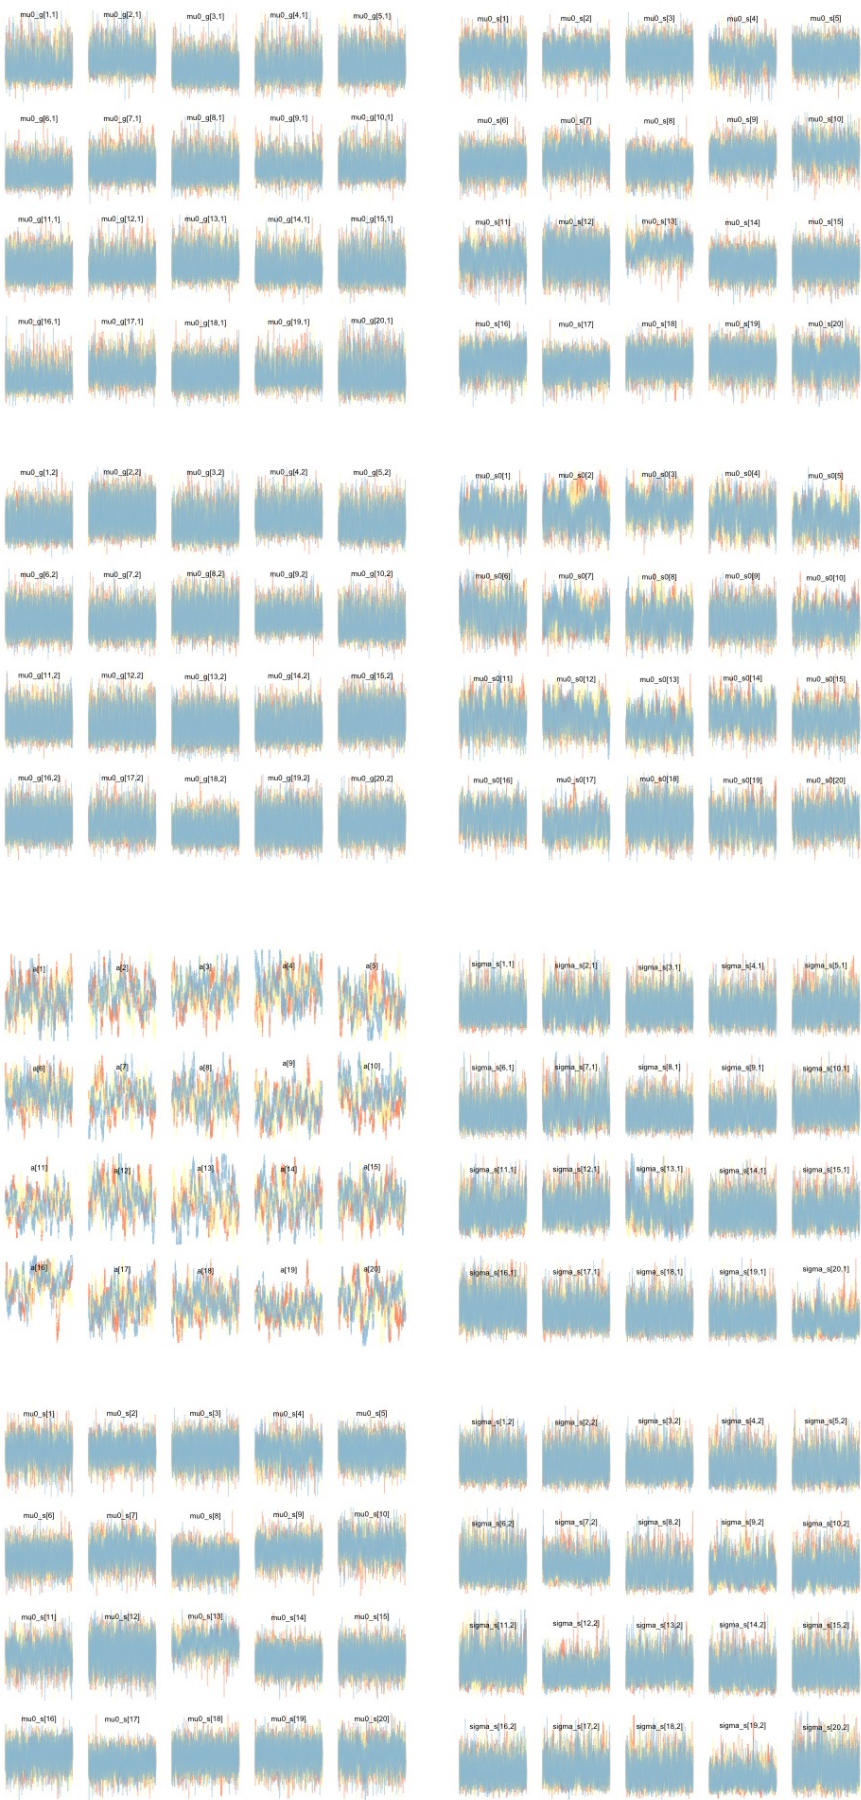 mu0_g[1,1] mu0_g[2,1] mu0_g[3,1] mu0_g[4,1] mu0_g[5,1]
mu0_g[6,1] mu0_g[7,1] mu0_g[8,1] mu0_g[9,1] mu0_g[10,1]
mu0_g[11,1] mu0_g[12,1] mu0_g[13,1] mu0_g[14,1] mu0_g[15,1]
mu0_g[16,1] mu0_g[17,1] mu0_g[18,1] mu0_g[19,1] mu0_g[20,1]
mu0_s[1] mu0_s[2] mu0_s[3] mu0_s[4] mu0_s[5]
mu0_s[6] mu0_s[7] mu0_s[8] mu0_s[9] mu0_s[10]
mu0_s[11] mu0_s[12] mu0_s[13] mu0_s[14] mu0_s[15]
mu0_s[16] mu0_s[17] mu0_s[18] mu0_s[19] mu0_s[20]
mu0_g[1,2] mu0_g[2,2] mu0_g[3,2] mu0_g[4,2] mu0_g[5,2]
mu0_g[6,2] mu0_g[7,2] mu0_g[8,2] mu0_g[9,2] mu0_g[10,2]
mu0_g[11,2] mu0_g[12,2] mu0_g[13,2] mu0_g[14,2] mu0_g[15,2]
mu0_g[16,2] mu0_g[17,2] mu0_g[18,2] mu0_g[19,2] mu0_g[20,2]
mu0_s0[1] mu0_s0[2] mu0_s0[3] mu0_s0[4] mu0_s0[5]
mu0_s0[6] mu0_s0[7] mu0_s0[8] mu0_s0[9] mu0_s0[10]
mu0_s0[11] mu0_s0[12] mu0_s0[13] mu0_s0[14] mu0_s0[15]
mu0_s0[16] mu0_s0[17] mu0_s0[18] mu0_s0[19] mu0_s0[20]
a[1] a[2] a[3] a[4] a[5]
a[6] a[7] a[8] a[9] a[10]
a[11] a[12] a[13] a[14] a[15]
a[16] a[17] a[18] a[19] a[20]
sigma_s[1,1] sigma_s[2,1] sigma_s[3,1] sigma_s[4,1] sigma_s[5,1]
sigma_s[6,1] sigma_s[7,1] sigma_s[8,1] sigma_s[9,1] sigma_s[10,1]
sigma_s[11,1] sigma_s[12,1] sigma_s[13,1] sigma_s[14,1] sigma_s[15,1]
sigma_s[16,1] sigma_s[17,1] sigma_s[18,1] sigma_s[19,1] sigma_s[20,1]
mu0_s[1] mu0_s[2] mu0_s[3] mu0_s[4] mu0_s[5]
mu0_s[6] mu0_s[7] mu0_s[8] mu0_s[9] mu0_s[10]
mu0_s[11] mu0_s[12] mu0_s[13] mu0_s[14] mu0_s[15]
mu0_s[16] mu0_s[17] mu0_s[18] mu0_s[19] mu0_s[20]
sigma_s[1,2] sigma_s[2,2] sigma_s[3,2] sigma_s[4,2] sigma_s[5,2]
sigma_s[6,2] sigma_s[7,2] sigma_s[8,2] sigma_s[9,2] sigma_s[10,2]
sigma_s[11,2] sigma_s[12,2] sigma_s[13,2] sigma_s[14,2] sigma_s[15,2]
sigma_s[16,2] sigma_s[17,2] sigma_s[18,2] sigma_s[19,2] sigma_s[20,2]